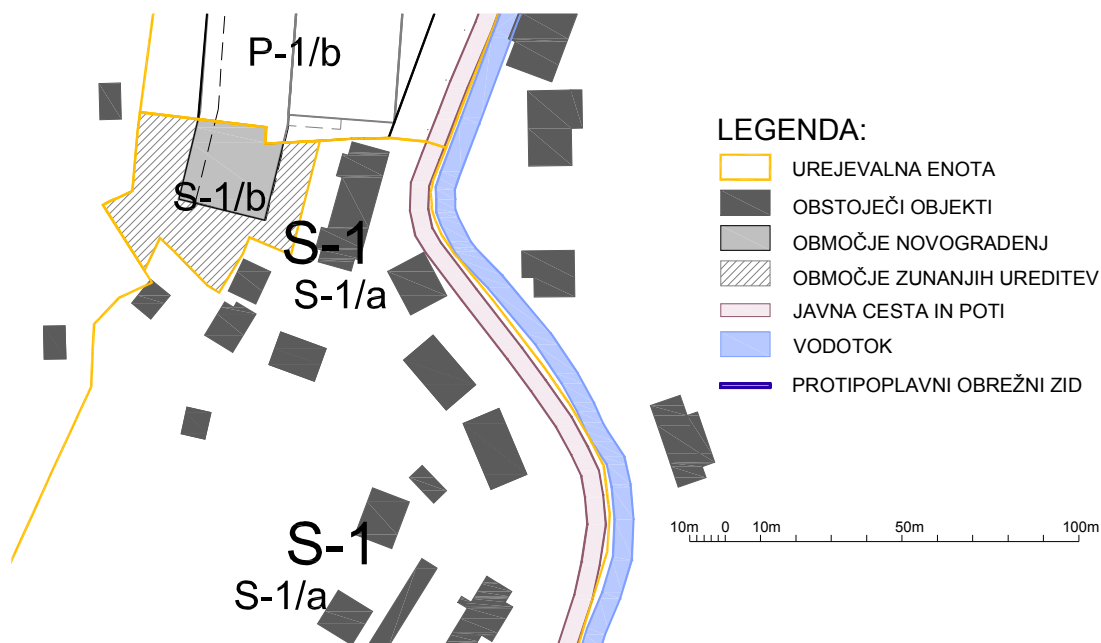 P-1/b
S-1/b
S-1
S-1/a
S-1
S-1/a
LEGENDA:
UREJEVALNA ENOTA
OBSTOJEČI OBJEKTI
OBMOČJE NOVOGRADENJ
OBMOČJE ZUNANJIH UREDITEV
JAVNA CESTA IN POTI
VODOTOK
PROTIPOPLAVNI OBREŽNI ZID
10m 0 10m 50m 100m